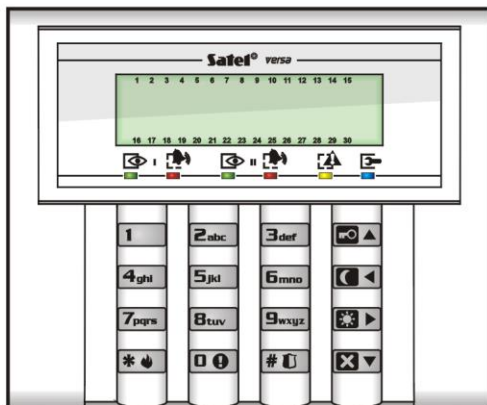 Satel® versa
1 2 3 4 5 6 7 8 9 10 11 12 13 14 15
16 17 18 19 20 21 22 23 24 25 26 27 28 29 30
I II
1 2abc 3def
4ghi 5jkl 6mno
7pqrs 8tuv 9wxyz
* 0 #